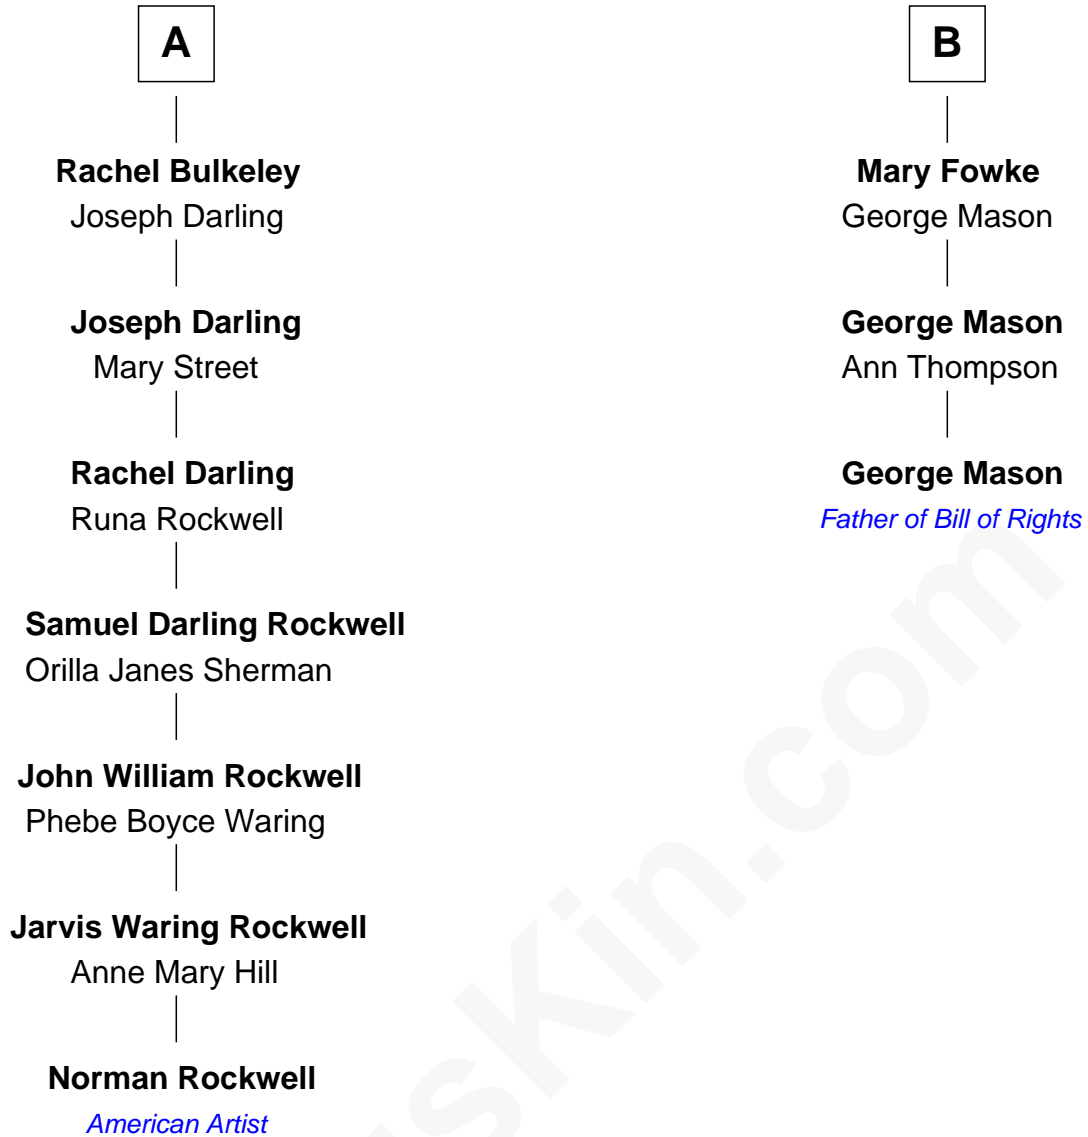 A
Rachel Bulkeley
Joseph Darling
Joseph Darling
Mary Street
Rachel Darling
Runa Rockwell
Samuel Darling Rockwell
Orilla Janes Sherman
John William Rockwell
Phebe Boyce Waring
Jarvis Waring Rockwell
Anne Mary Hill
Norman Rockwell
American Artist
B
Mary Fowke
George Mason
George Mason
Ann Thompson
George Mason
Father of Bill of Rights
sKin.com